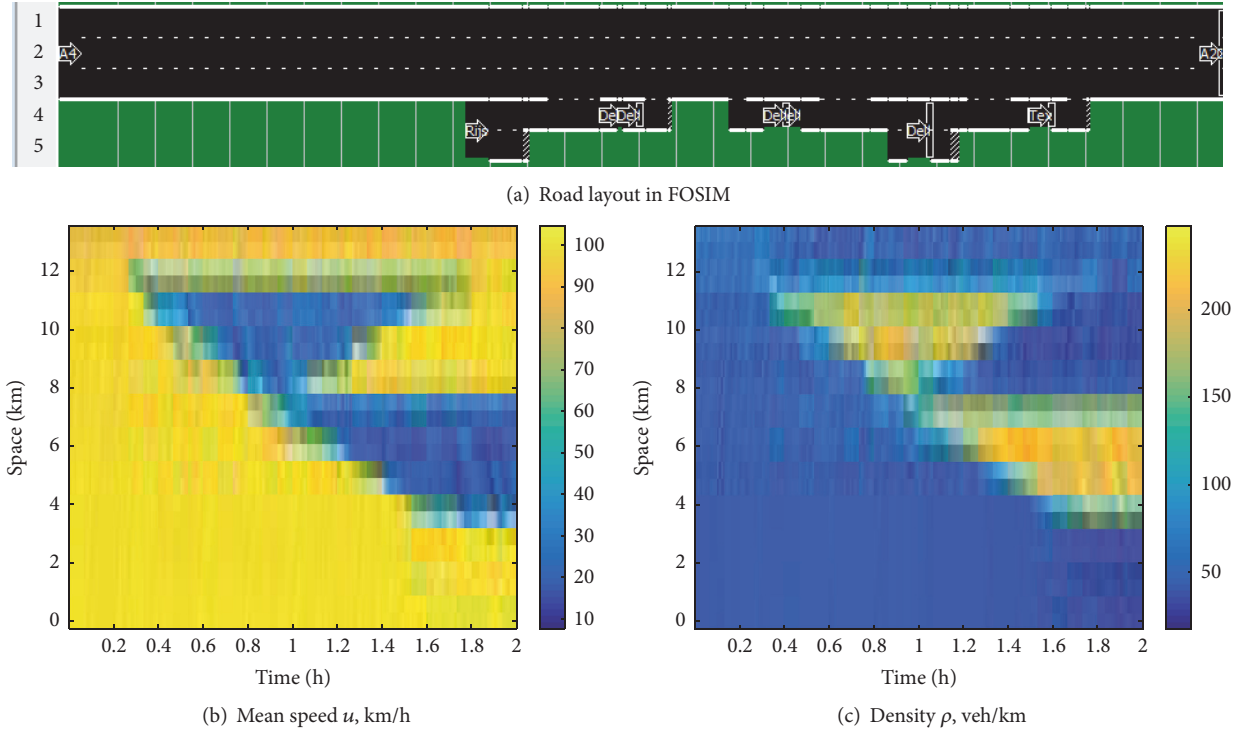 1
2
3
4
5
A4
A2
Rijs
De
De
De
De
Tex
(a) Road layout in FOSIM
Space (km)
12
10
8
6
4
2
0
0.2 0.4 0.6 0.8 1 1.2 1.4 1.6 1.8 2
Time (h)
100
90
80
70
60
50
40
30
20
10
(b) Mean speed u, km/h
Space (km)
12
10
8
6
4
2
0
0.2 0.4 0.6 0.8 1 1.2 1.4 1.6 1.8 2
Time (h)
200
150
100
50
(c) Density ρ, veh/km